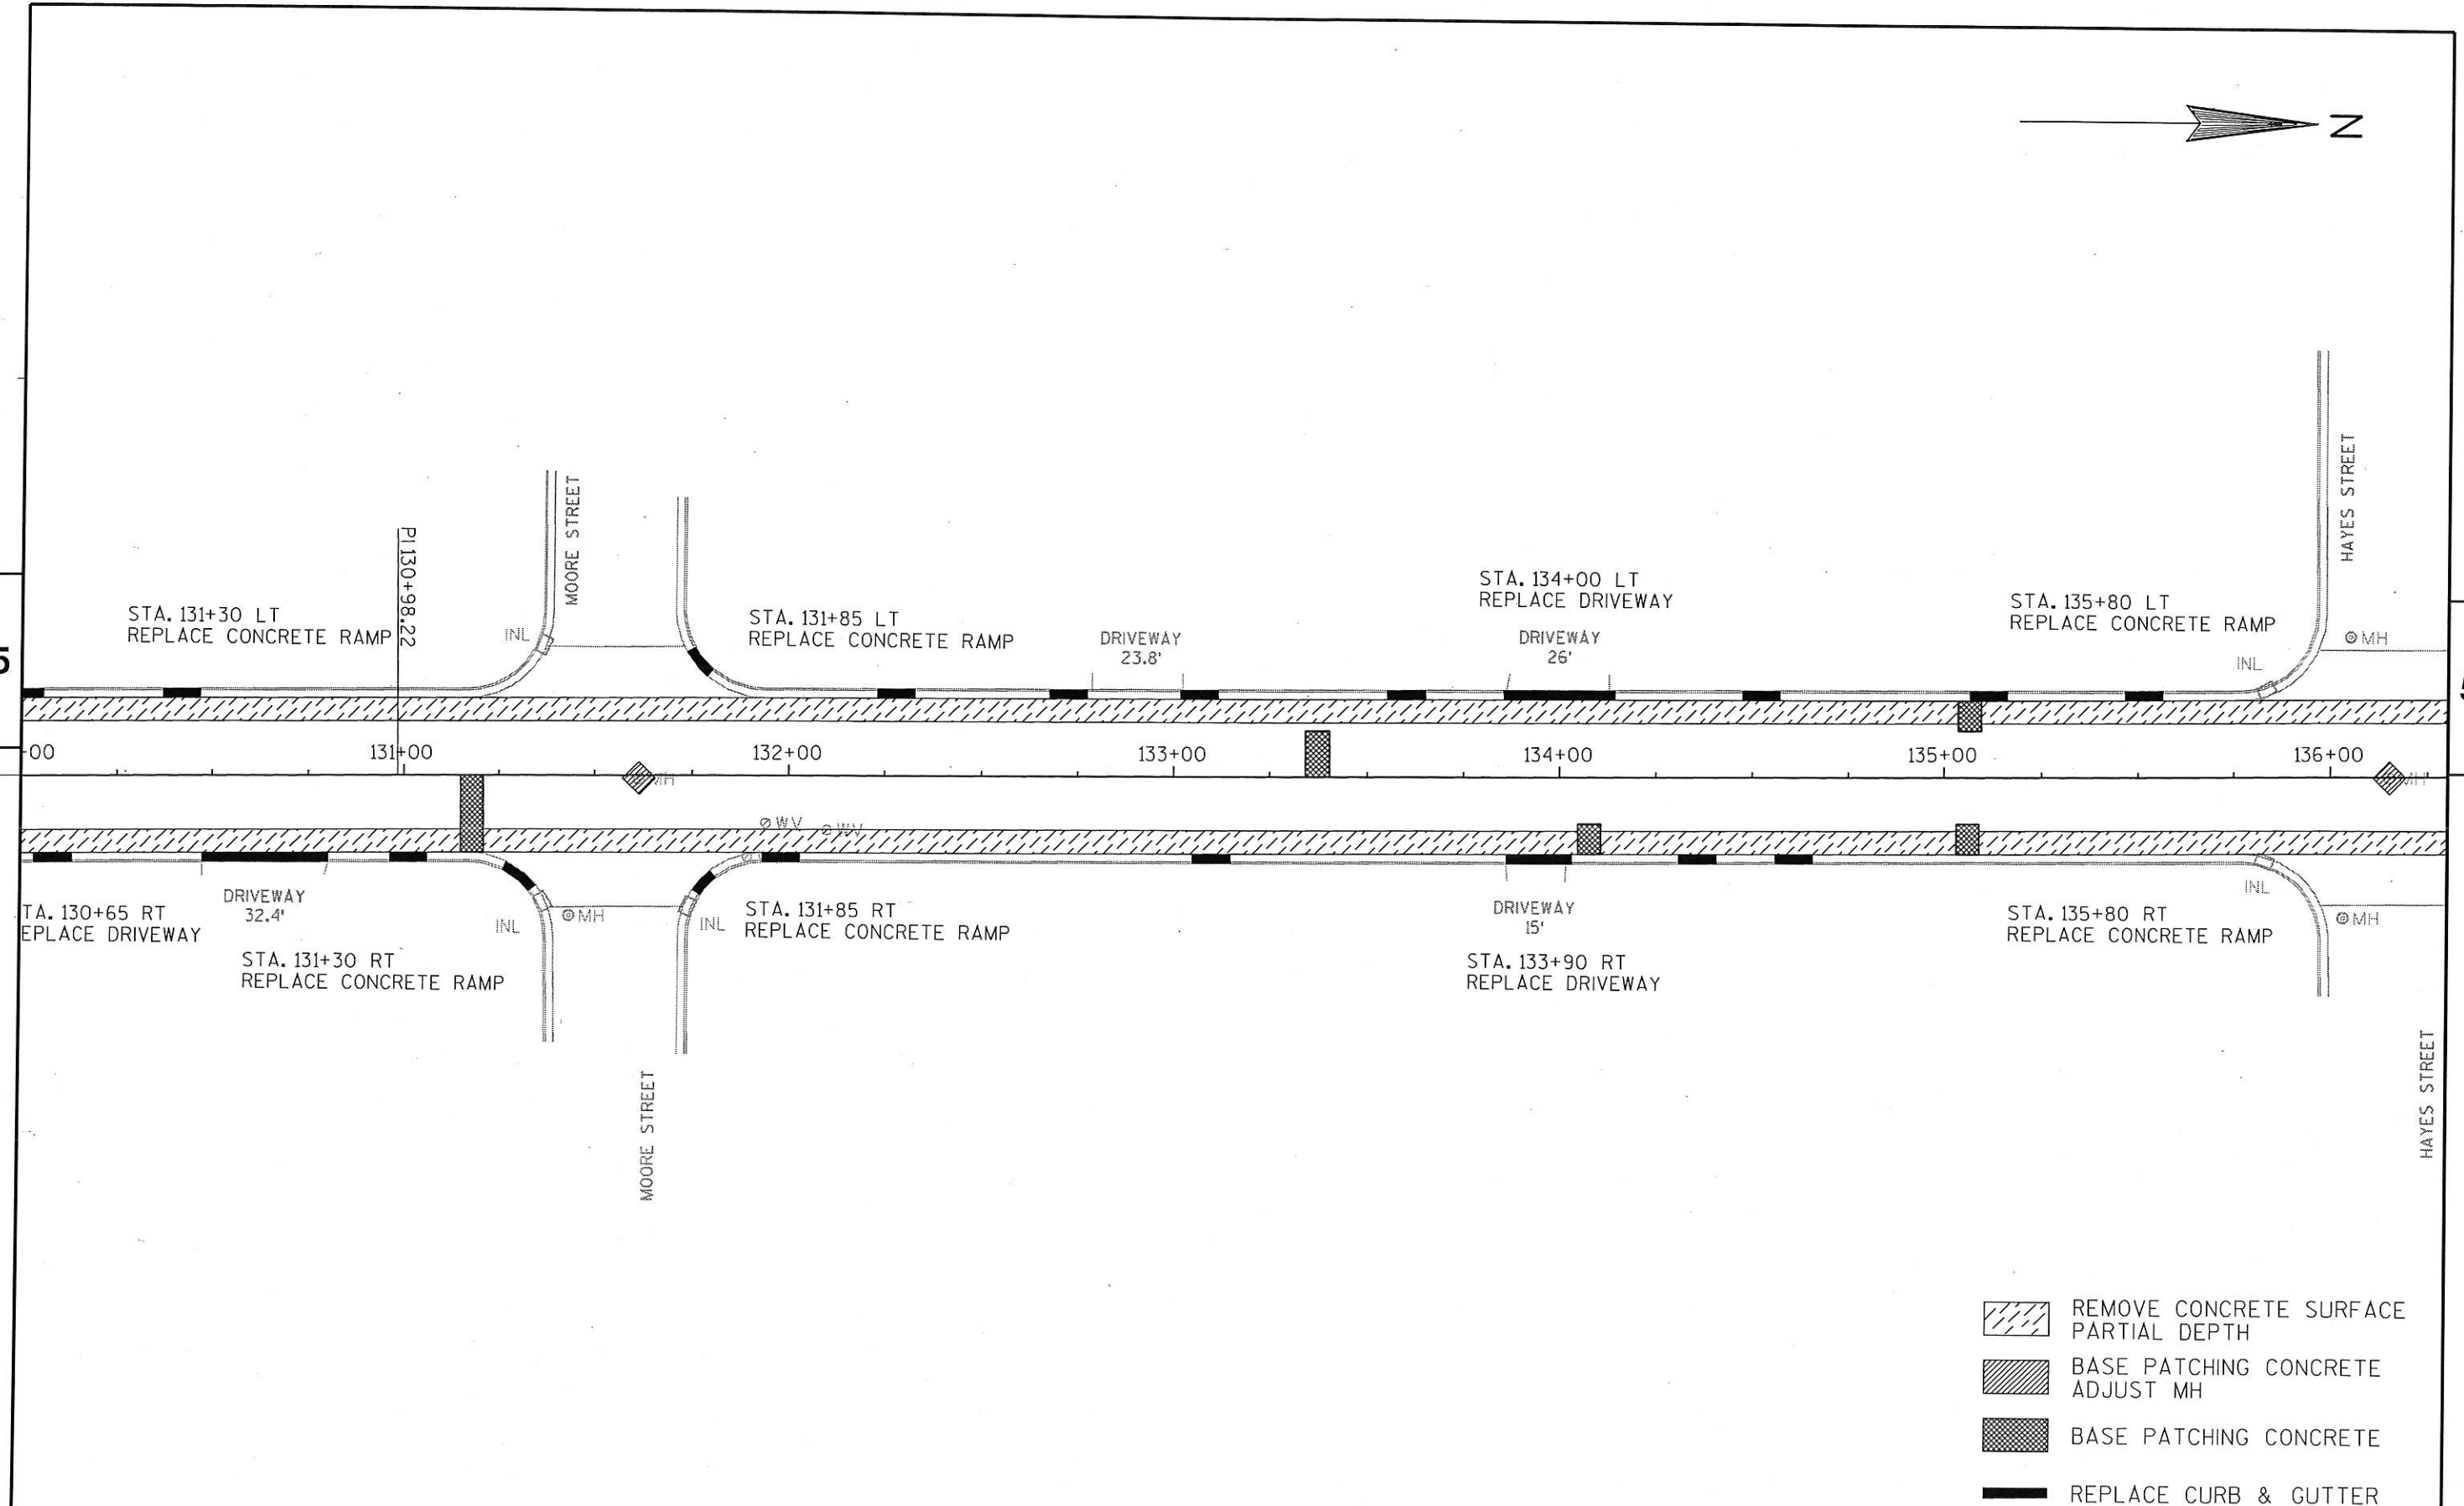 N
HAYES STREET
MOORE STREET
PI 130+98.22
STA. 131+30 LT
REPLACE CONCRETE RAMP
INL
STA. 131+85 LT
REPLACE CONCRETE RAMP
DRIVEWAY
23.8'
STA. 134+00 LT
REPLACE DRIVEWAY
DRIVEWAY
26'
STA. 135+80 LT
REPLACE CONCRETE RAMP
INL
MH
5
00
131+00
132+00
133+00
134+00
135+00
136+00
MH
MH
WV
WV
DRIVEWAY
32.4'
TA. 130+65 RT
EPLACE DRIVEWAY
STA. 131+30 RT
REPLACE CONCRETE RAMP
INL
MH
INL
STA. 131+85 RT
REPLACE CONCRETE RAMP
DRIVEWAY
15'
STA. 133+90 RT
REPLACE DRIVEWAY
STA. 135+80 RT
REPLACE CONCRETE RAMP
INL
MH
MOORE STREET
HAYES STREET
REMOVE CONCRETE SURFACE
PARTIAL DEPTH
BASE PATCHING CONCRETE
ADJUST MH
BASE PATCHING CONCRETE
REPLACE CURB & GUTTER